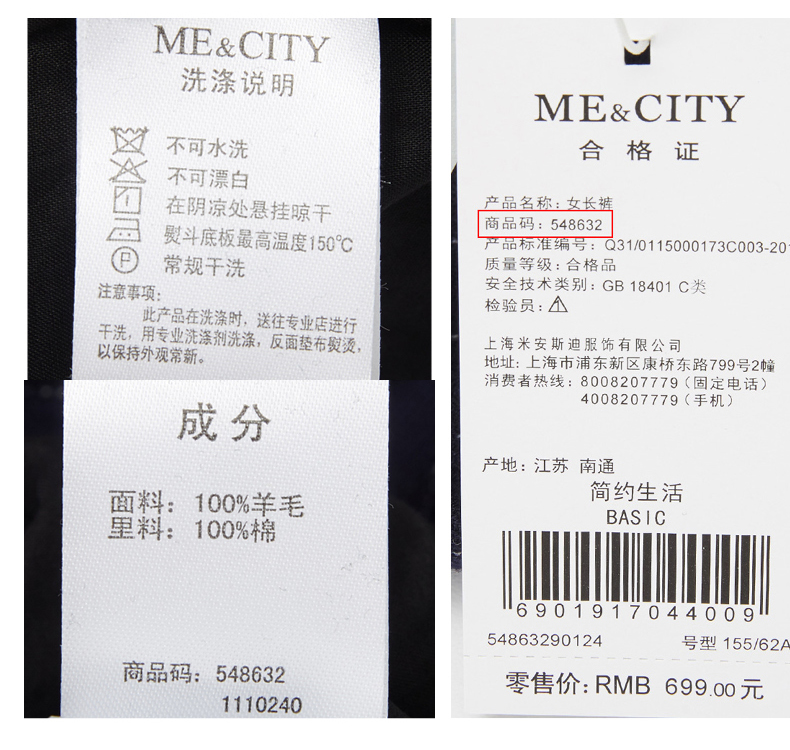 ME&CITY
洗涤说明
不可水洗
不可漂白
在阴凉处悬挂晾干
熨斗底板最高温度150℃
P 常规干洗
注意事项:
此产品在洗涤时，送往专业店进行
干洗，用专业洗涤剂洗涤，反面垫布熨烫，
以保持外观常新。
成分
面料: 100%羊毛
里料: 100%棉
商品码: 548632
1110240
ME&CITY
合格证
产品名称: 女长裤
商品码: 548632
产品标准编号: Q31/0115000173C003-201
质量等级: 合格品
安全技术类别: GB 18401 C类
检验员:
上海米安斯迪服饰有限公司
地址: 上海市浦东新区康桥东路799号2幢
消费者热线: 8008207779（固定电话）
4008207779（手机）
产地: 江苏 南通
简约生活
BASIC
6901917044009
54863290124 号型 155/62A
零售价: RMB 699.00 元